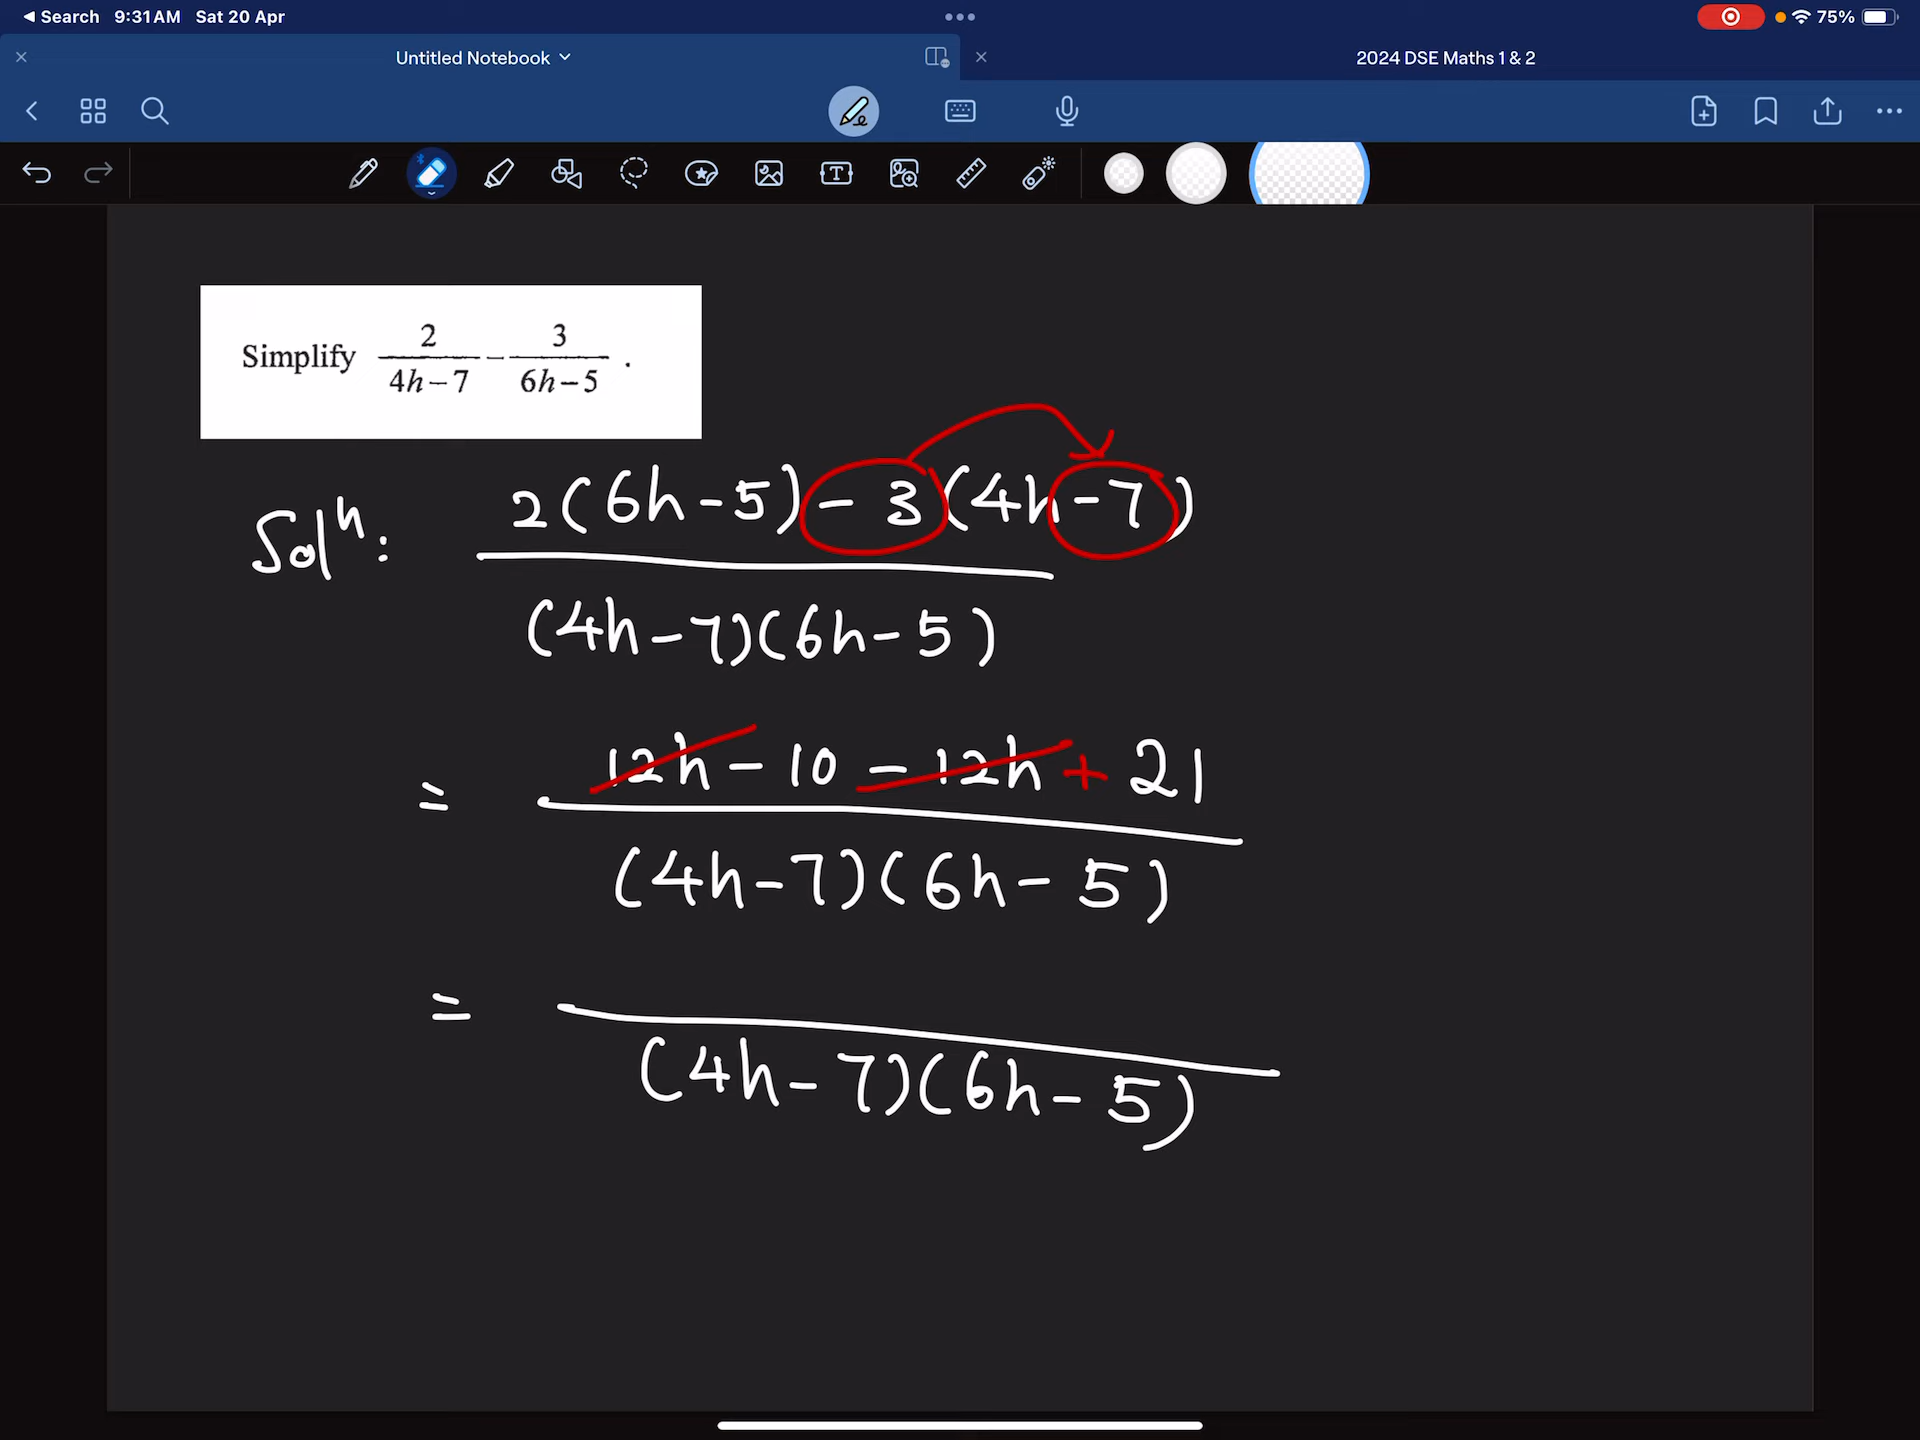 Search 9:31 AM Sat 20 Apr 75%
Untitled Notebook 2024 DSE Maths 1 & 2
Simplify 2/(4h−7) − 3/(6h−5) .
Solⁿ: 2(6h−5) − 3(4h−7)
(4h−7)(6h−5)
= 12h − 10 − 12h + 21
(4h−7)(6h−5)
=
(4h−7)(6h−5)